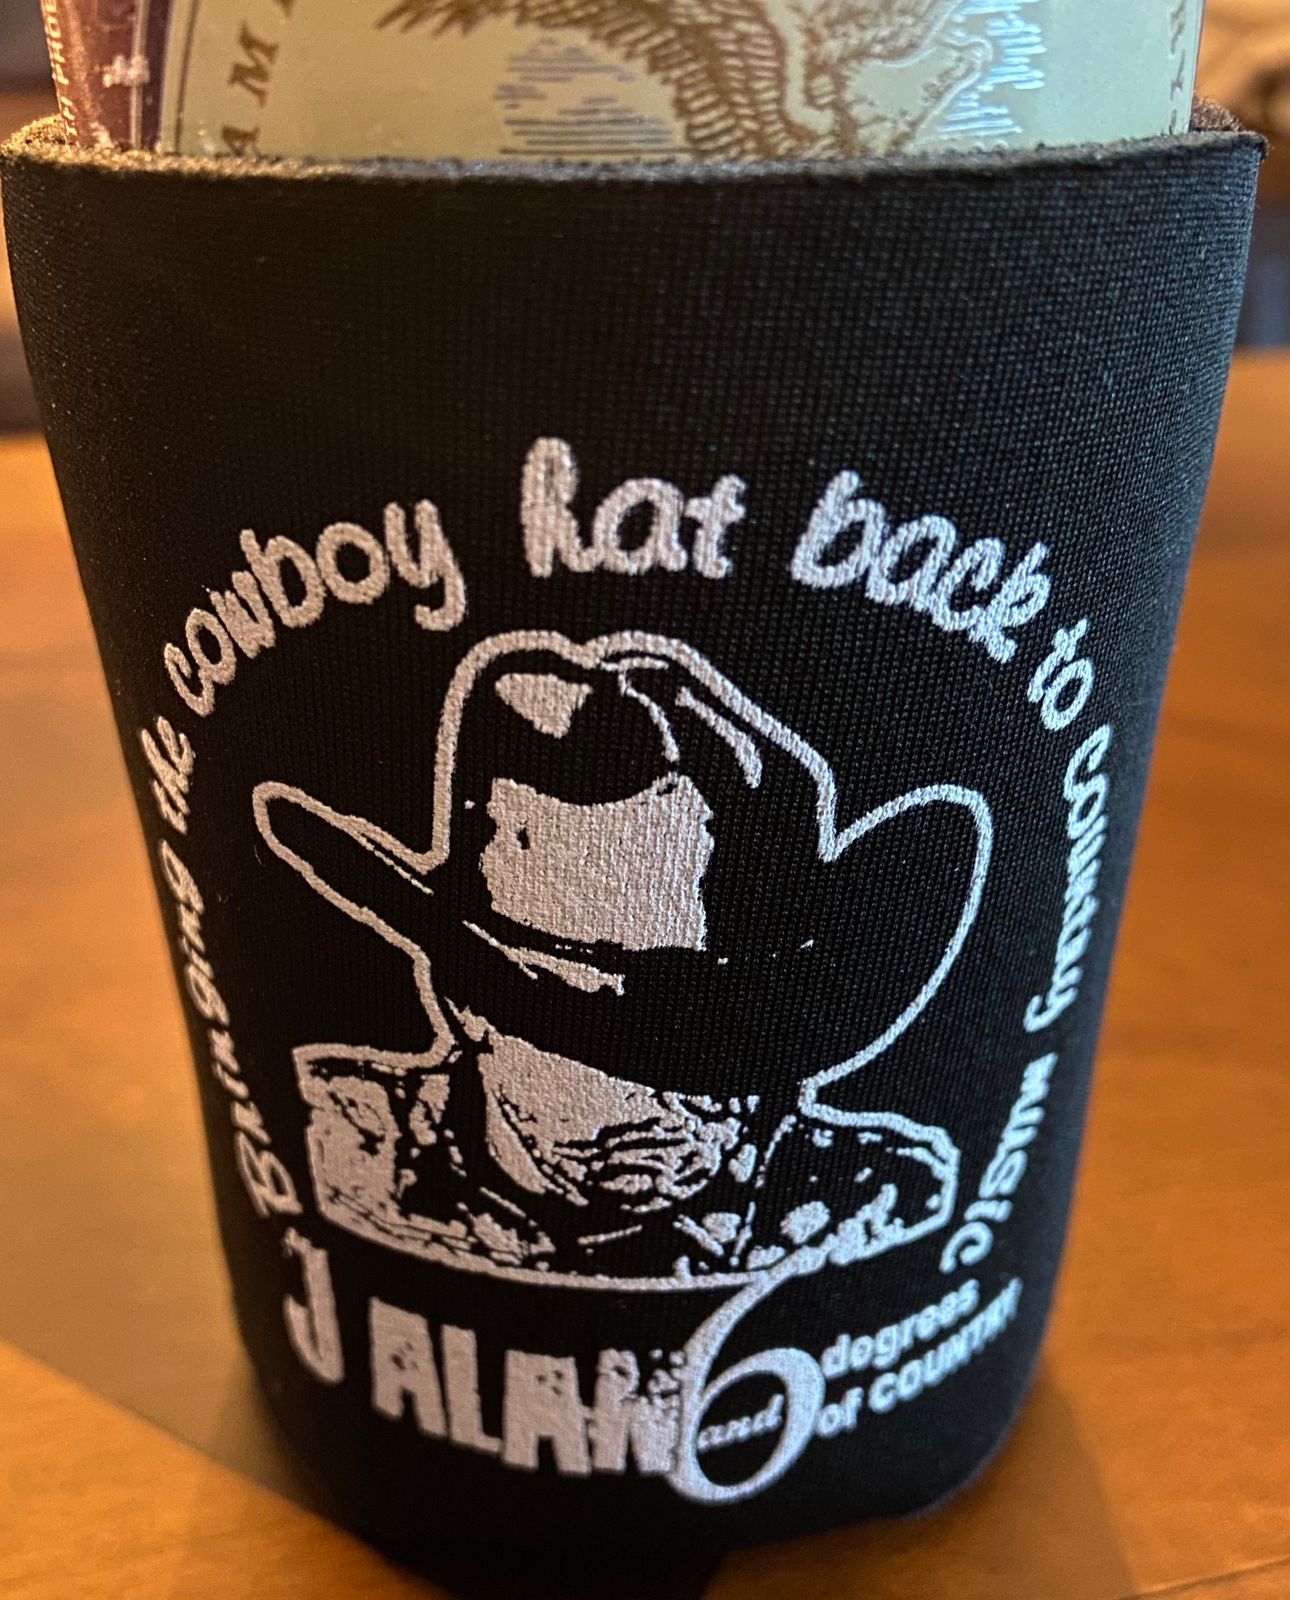 Bringing the cowboy hat back to country music
J ALAN
and
6 degrees
of COUNTRY